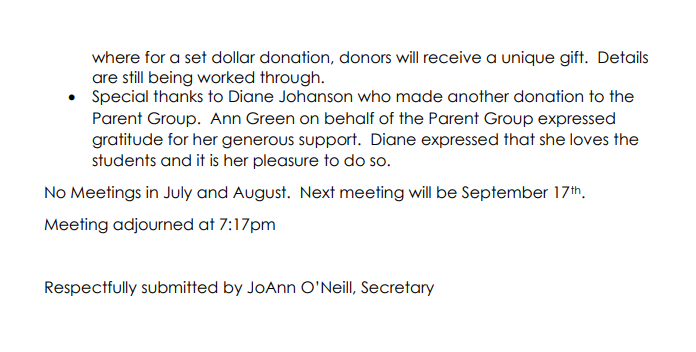 where for a set dollar donation, donors will receive a unique gift.  Details
are still being worked through.
• Special thanks to Diane Johanson who made another donation to the
Parent Group.  Ann Green on behalf of the Parent Group expressed
gratitude for her generous support.  Diane expressed that she loves the
students and it is her pleasure to do so.
No Meetings in July and August.  Next meeting will be September 17th.
Meeting adjourned at 7:17pm
Respectfully submitted by JoAnn O'Neill, Secretary